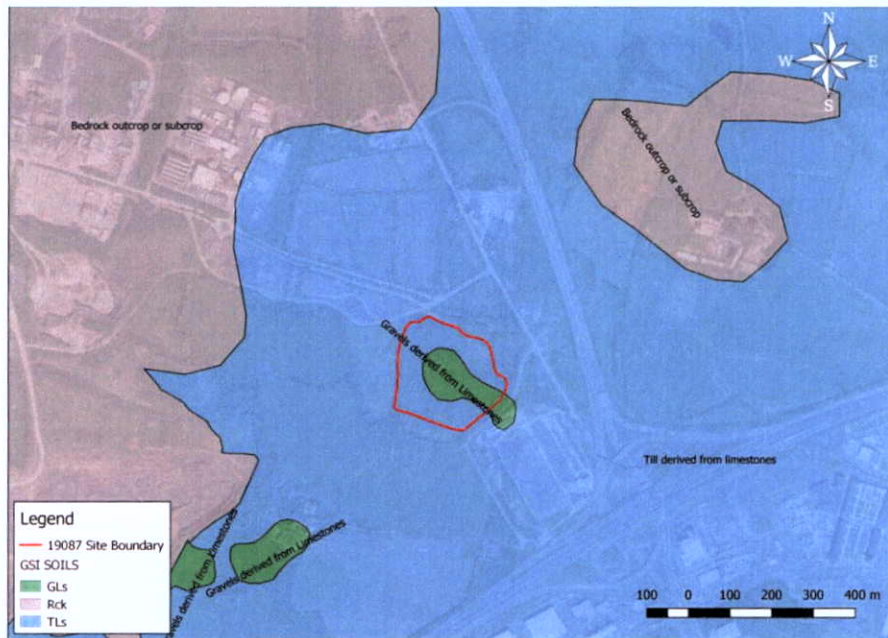 N
W E
S
Bedrock outcrop or subcrop
Bedrock outcrop or subcrop
Gravels derived from Limestones
Till derived from limestones
Gravels derived from Limestones
derived from Limestones
Legend
19087 Site Boundary
GSI SOILS
GLs
Rck
TLs
100 0 100 200 300 400 m